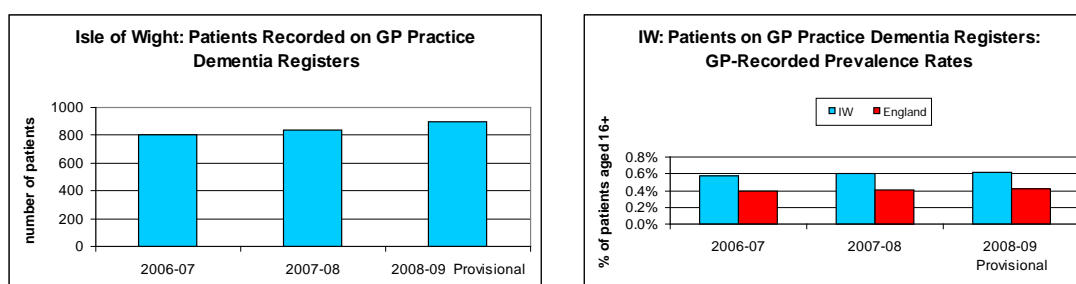 Isle of Wight: Patients Recorded on GP Practice
Dementia Registers
number of patients
1000
800
600
400
200
0
2006-07 2007-08 2008-09 Provisional
IW: Patients on GP Practice Dementia Registers:
GP-Recorded Prevalence Rates
IW England
% of patients aged 16+
0.8%
0.6%
0.4%
0.2%
0.0%
2006-07 2007-08 2008-09
Provisional